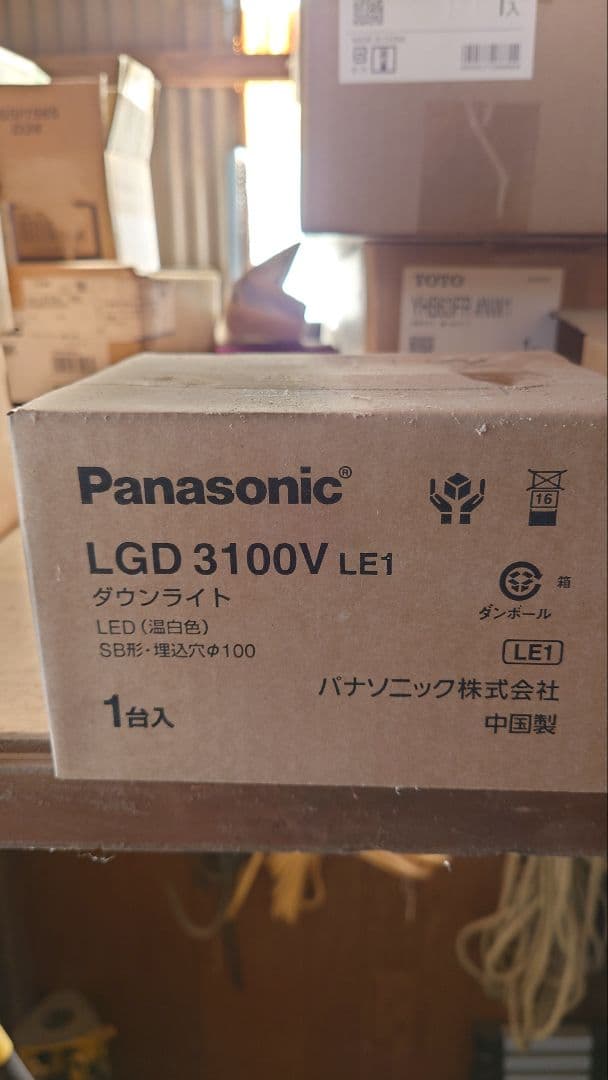 1入
TOTO
Panasonic®
16
LGD 3100V LE1
ダウンライト
LED（温白色）
SB形・埋込穴φ100
箱
ダンボール
LE1
1台入
パナソニック株式会社
中国製